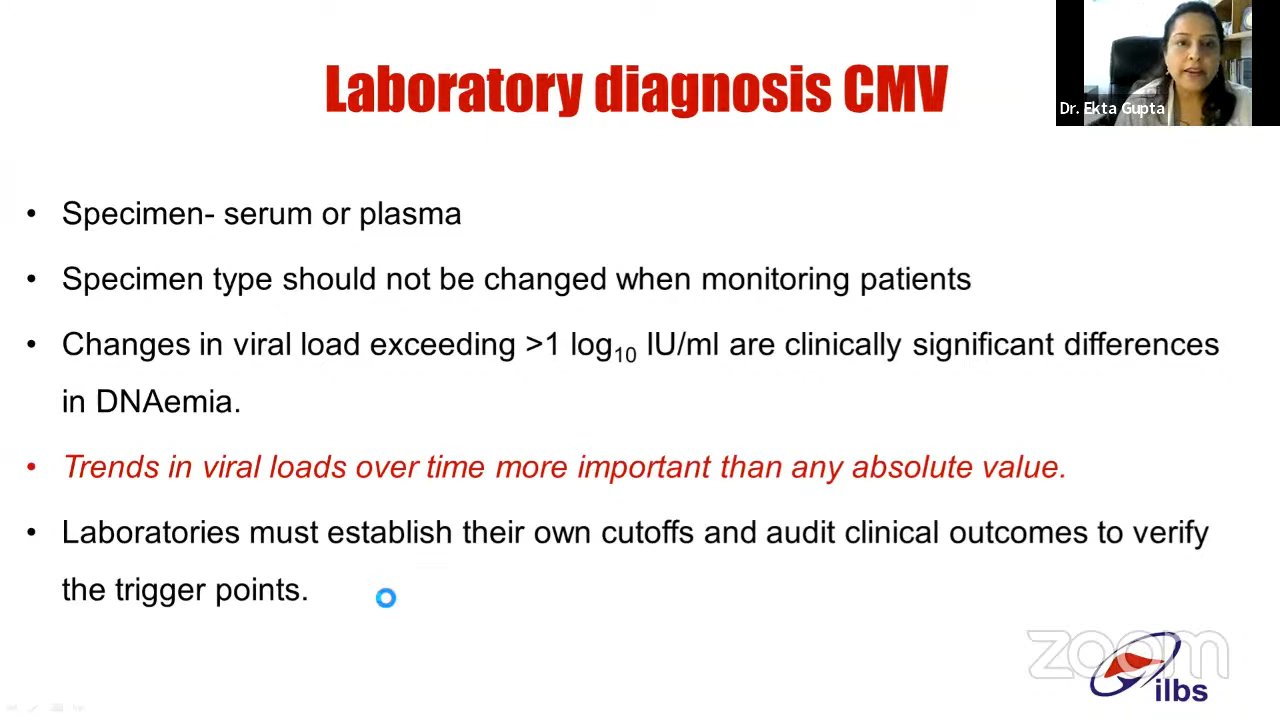 Laboratory diagnosis CMV
Dr. Ekta Gupta
• Specimen- serum or plasma
• Specimen type should not be changed when monitoring patients
• Changes in viral load exceeding >1 log10 IU/ml are clinically significant differences
in DNAemia.
• Trends in viral loads over time more important than any absolute value.
• Laboratories must establish their own cutoffs and audit clinical outcomes to verify
the trigger points.
zoom
ilbs